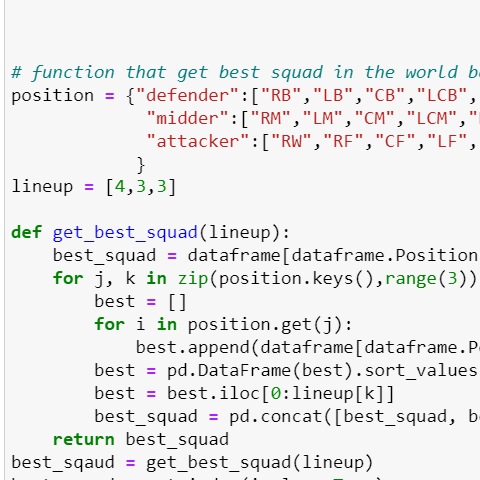 # function that get best squad in the world
position = {"defender":["RB","LB","CB","LCB",
"midder":["RM","LM","CM","LCM",
"attacker":["RW","RF","CF","LF",
}
lineup = [4,3,3]
def get_best_squad(lineup):
best_squad = dataframe[dataframe.Position
for j, k in zip(position.keys(),range(3))
best = []
for i in position.get(j):
best.append(dataframe[dataframe.P
best = pd.DataFrame(best).sort_values
best = best.iloc[0:lineup[k]]
best_squad = pd.concat([best_squad, b
return best_squad
best_sqaud = get_best_squad(lineup)